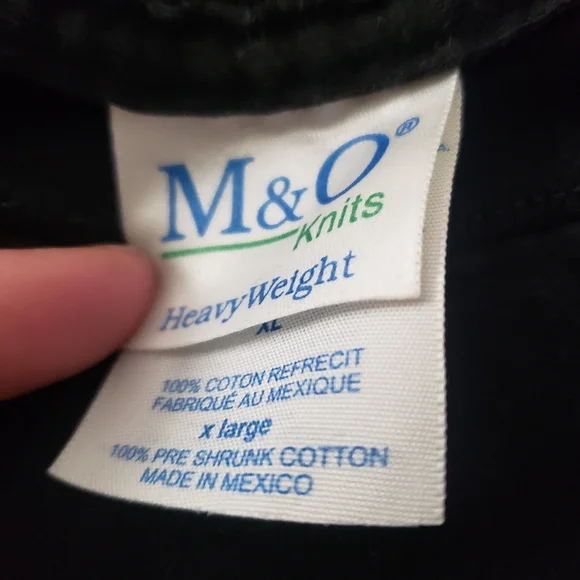 M&O®
Knits
HeavyWeight
A.
XL
100% COTON REFRECIT
FABRIQUÉ AU MEXIQUE
x large
100% PRE SHRUNK COTTON
MADE IN MEXICO